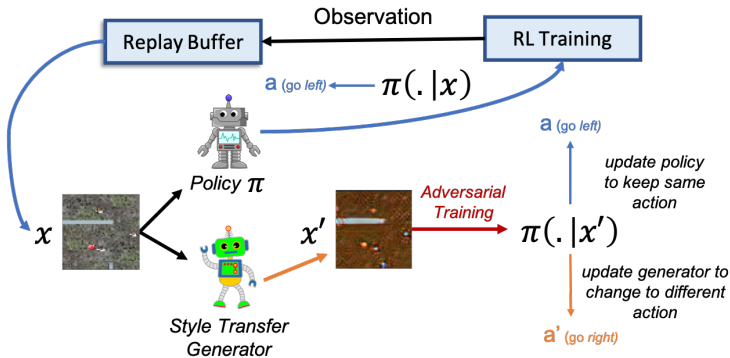 Observation
Replay Buffer
RL Training
a (go left)
π(. |x)
Policy π
x
Style Transfer
Generator
x′
Adversarial
Training
π(. |x′)
a (go left)
update policy
to keep same
action
update generator to
change to different
action
a’ (go right)